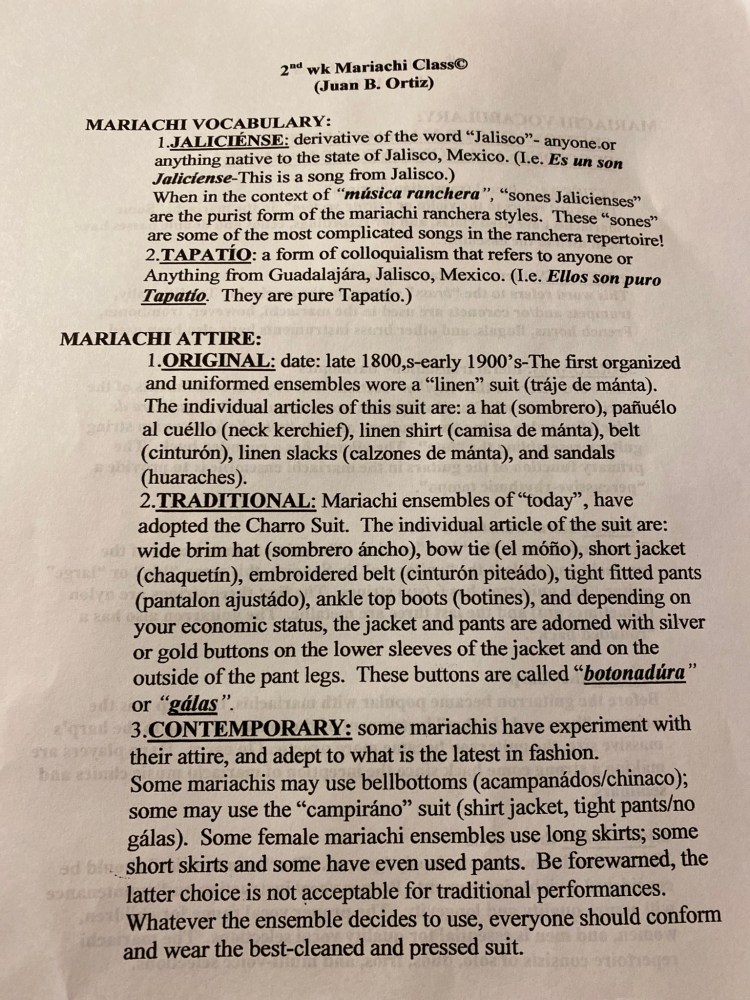 2nd wk Mariachi Class©
(Juan B. Ortiz)
MARIACHI VOCABULARY:
1.JALICIÉNSE: derivative of the word “Jalisco”- anyone.or
anything native to the state of Jalisco, Mexico. (I.e. Es un son
Jaliciense-This is a song from Jalisco.)
When in the context of “música ranchera”, “sones Jalicienses”
are the purist form of the mariachi ranchera styles. These “sones”
are some of the most complicated songs in the ranchera repertoire!
2.TAPATÍO: a form of colloquialism that refers to anyone or
Anything from Guadalajára, Jalisco, Mexico. (I.e. Ellos son puro
Tapatío. They are pure Tapatío.)
MARIACHI ATTIRE:
1.ORIGINAL: date: late 1800,s-early 1900’s-The first organized
and uniformed ensembles wore a “linen” suit (tráje de mánta).
The individual articles of this suit are: a hat (sombrero), pañuélo
al cuéllo (neck kerchief), linen shirt (camisa de mánta), belt
(cinturón), linen slacks (calzones de mánta), and sandals
(huaraches).
2.TRADITIONAL: Mariachi ensembles of “today”, have
adopted the Charro Suit. The individual article of the suit are:
wide brim hat (sombrero áncho), bow tie (el móño), short jacket
(chaquetín), embroidered belt (cinturón piteádo), tight fitted pants
(pantalon ajustádo), ankle top boots (botines), and depending on
your economic status, the jacket and pants are adorned with silver
or gold buttons on the lower sleeves of the jacket and on the
outside of the pant legs. These buttons are called “botonadúra”
or “gálas”.
3.CONTEMPORARY: some mariachis have experiment with
their attire, and adept to what is the latest in fashion.
Some mariachis may use bellbottoms (acampanádos/chinaco);
some may use the “campiráno” suit (shirt jacket, tight pants/no
gálas). Some female mariachi ensembles use long skirts; some
short skirts and some have even used pants. Be forewarned, the
latter choice is not acceptable for traditional performances.
Whatever the ensemble decides to use, everyone should conform
and wear the best-cleaned and pressed suit.